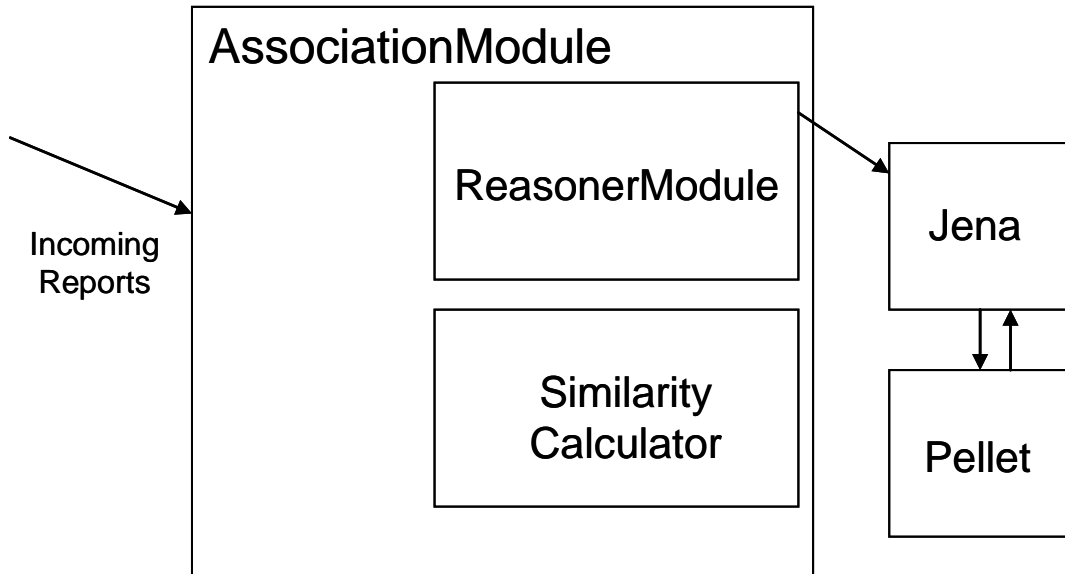 AssociationModule
ReasonerModule
Incoming
Reports
Jena
Similarity
Calculator
Pellet